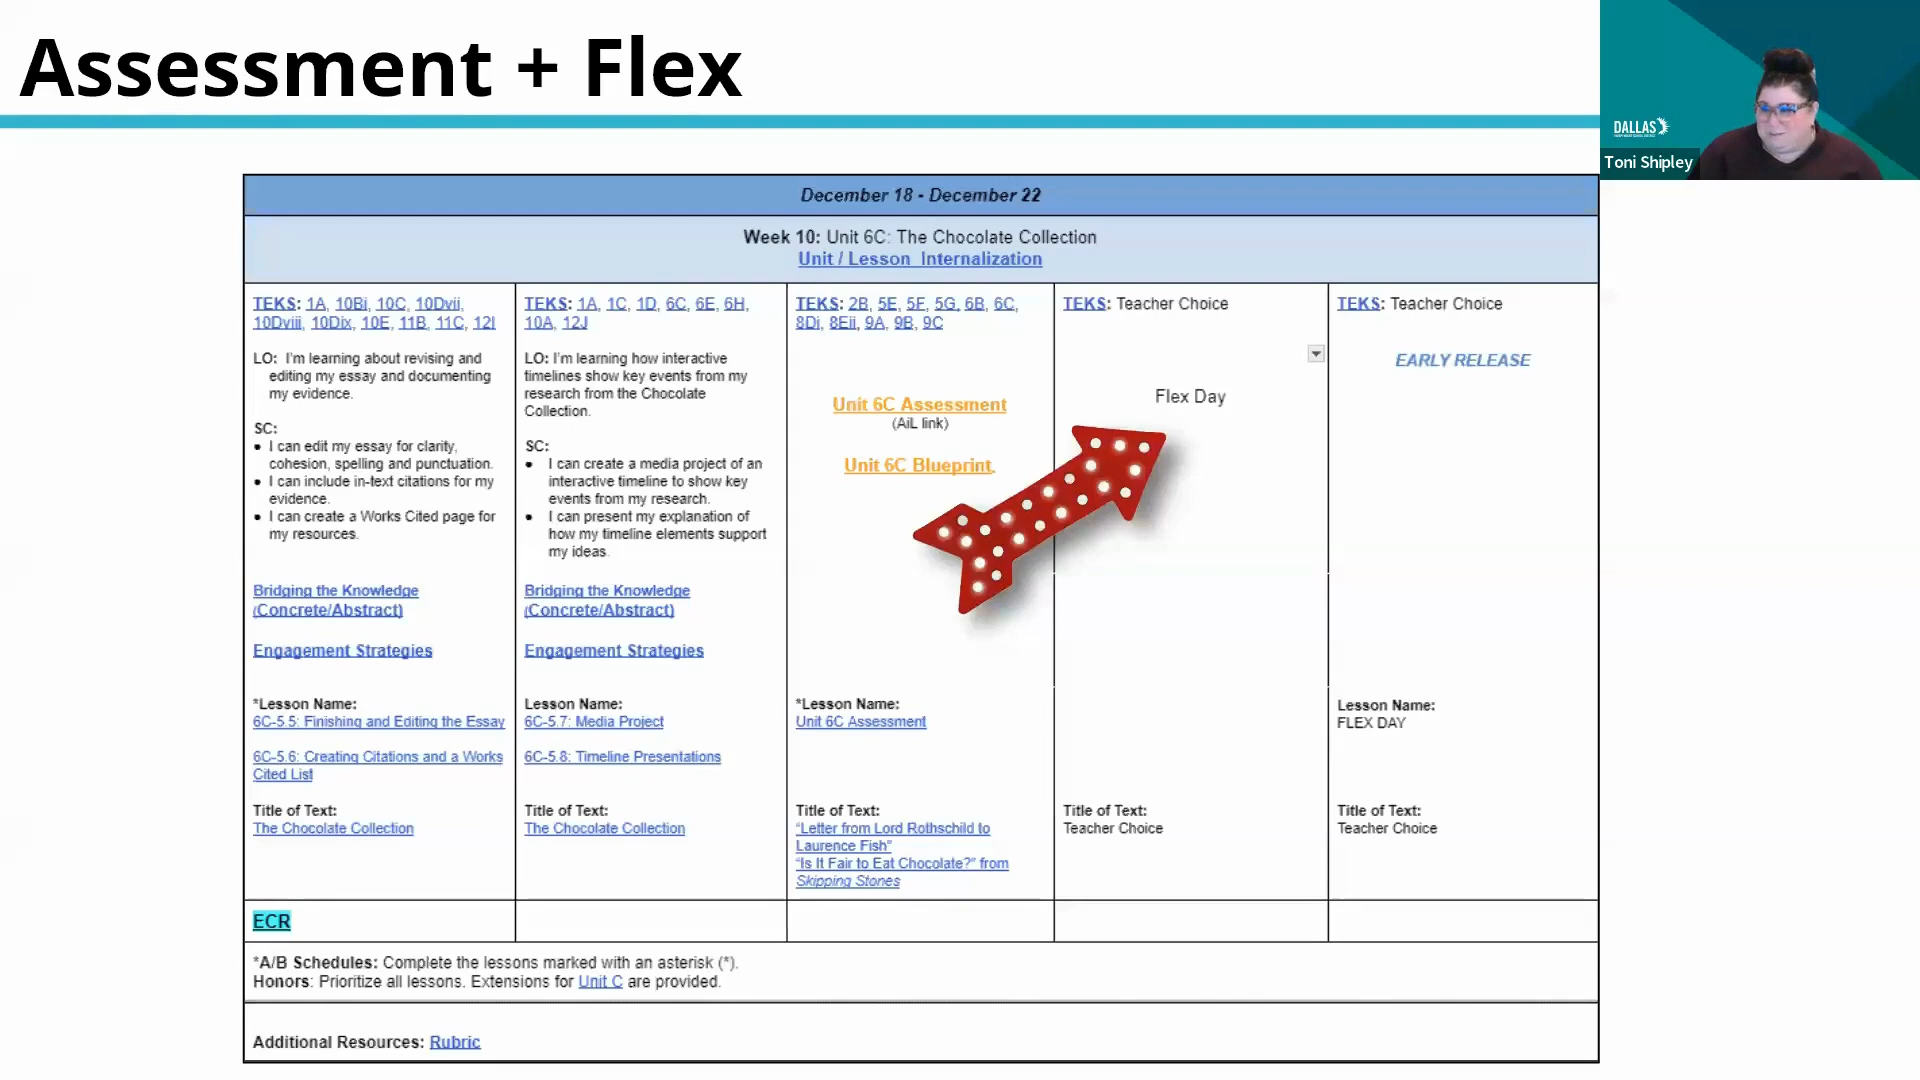 Assessment + Flex
DALLAS
Toni Shipley
December 18 - December 22
Week 10: Unit 6C: The Chocolate Collection
Unit / Lesson Internalization
TEKS: 1A, 10Bi, 10C, 10Dvii,
10Dviii, 10Dix, 10E, 11B, 11C, 12I
LO: I'm learning about revising and
editing my essay and documenting
my evidence.
SC:
• I can edit my essay for clarity,
cohesion, spelling and punctuation.
• I can include in-text citations for my
evidence.
• I can create a Works Cited page for
my resources.
Bridging the Knowledge
(Concrete/Abstract)
Engagement Strategies
*Lesson Name:
6C-5.5: Finishing and Editing the Essay
6C-5.6: Creating Citations and a Works
Cited List
Title of Text:
The Chocolate Collection
TEKS: 1A, 1C, 1D, 6C, 6E, 6H,
10A, 12J
LO: I'm learning how interactive
timelines show key events from my
research from the Chocolate
Collection.
SC:
• I can create a media project of an
interactive timeline to show key
events from my research.
• I can present my explanation of
how my timeline elements support
my ideas.
Bridging the Knowledge
(Concrete/Abstract)
Engagement Strategies
Lesson Name:
6C-5.7: Media Project
6C-5.8: Timeline Presentations
Title of Text:
The Chocolate Collection
TEKS: 2B, 5E, 5F, 5G, 6B, 6C,
8Di, 8Eii, 9A, 9B, 9C
Unit 6C Assessment
(AiL link)
Unit 6C Blueprint.
*Lesson Name:
Unit 6C Assessment
Title of Text:
"Letter from Lord Rothschild to
Laurence Fish"
"Is It Fair to Eat Chocolate?" from
Skipping Stones
TEKS: Teacher Choice
Flex Day
Title of Text:
Teacher Choice
TEKS: Teacher Choice
EARLY RELEASE
Lesson Name:
FLEX DAY
Title of Text:
Teacher Choice
ECR
*A/B Schedules: Complete the lessons marked with an asterisk (*).
Honors: Prioritize all lessons. Extensions for Unit C are provided.
Additional Resources: Rubric